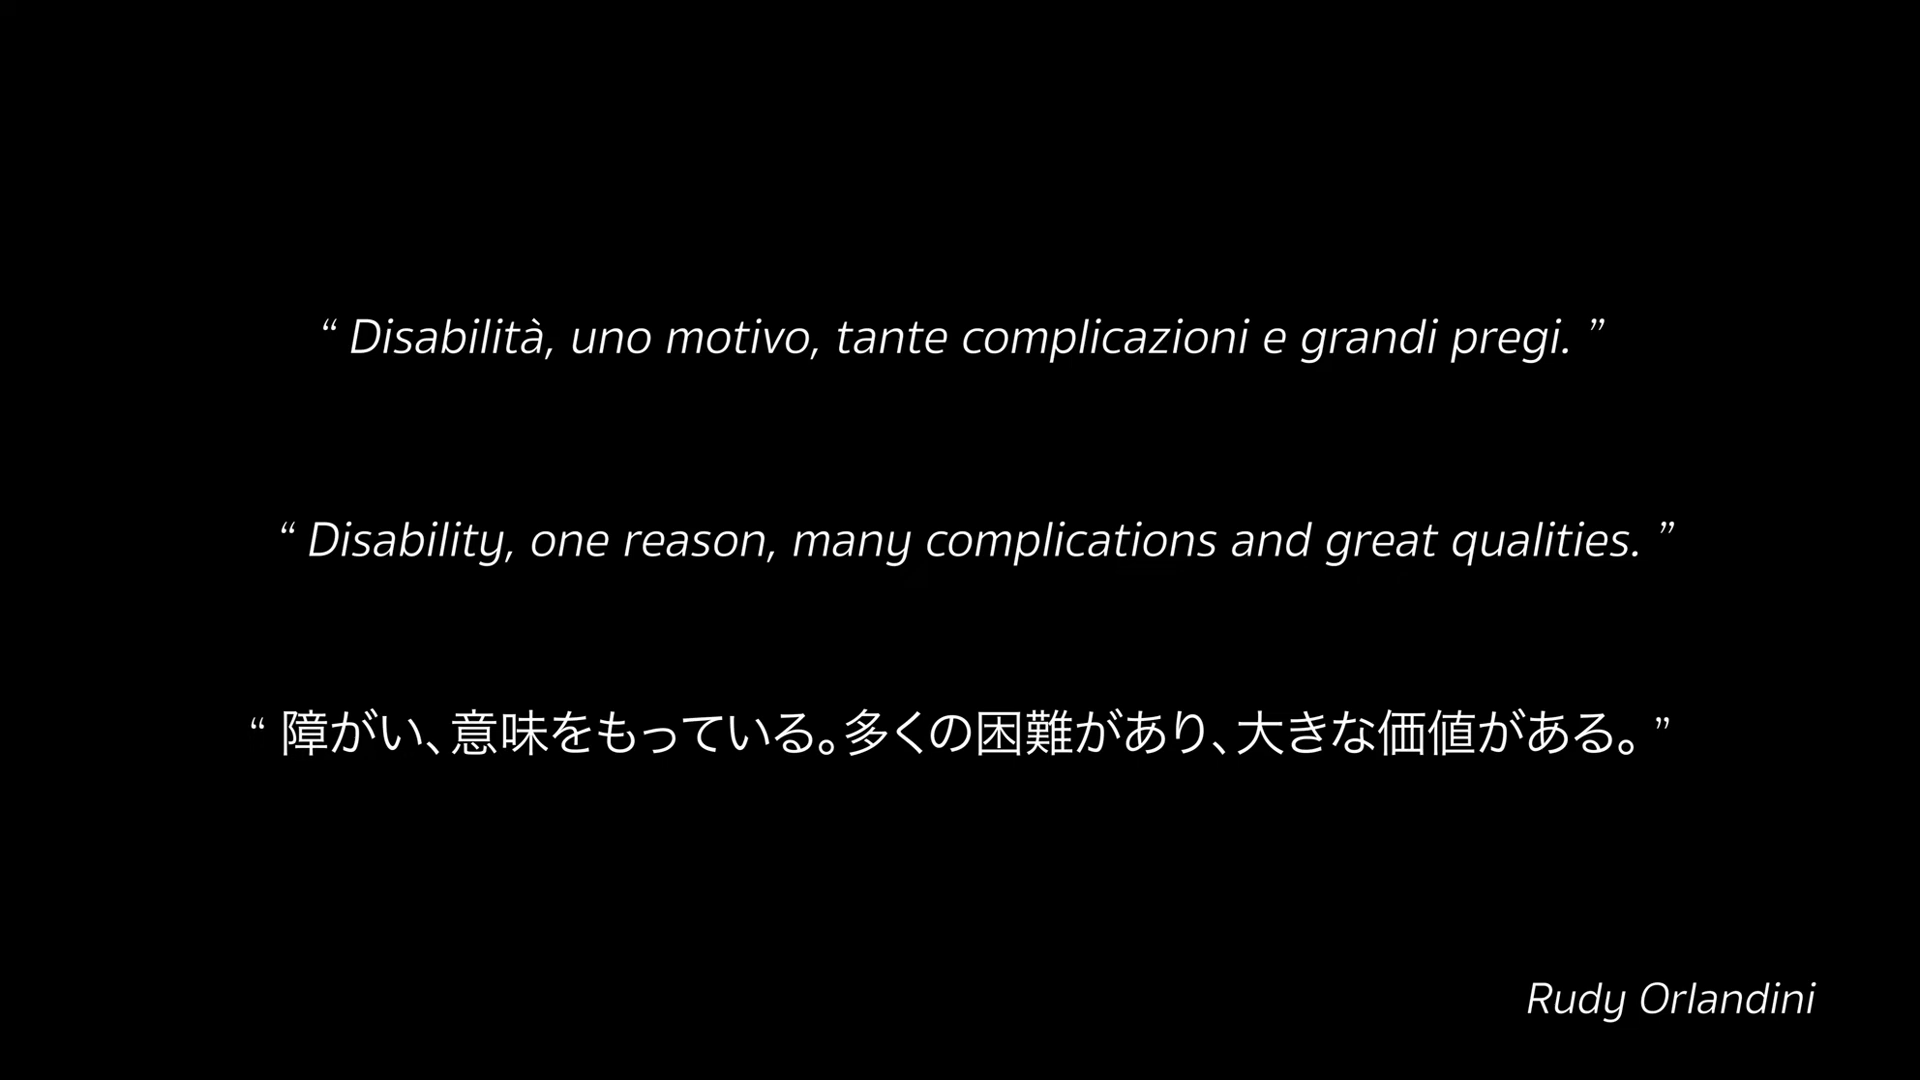 “ Disabilità, uno motivo, tante complicazioni e grandi pregi. ”
“ Disability, one reason, many complications and great qualities. ”
“ 障がい、意味をもっている。多くの困難があり、大きな価値がある。 ”
Rudy Orlandini